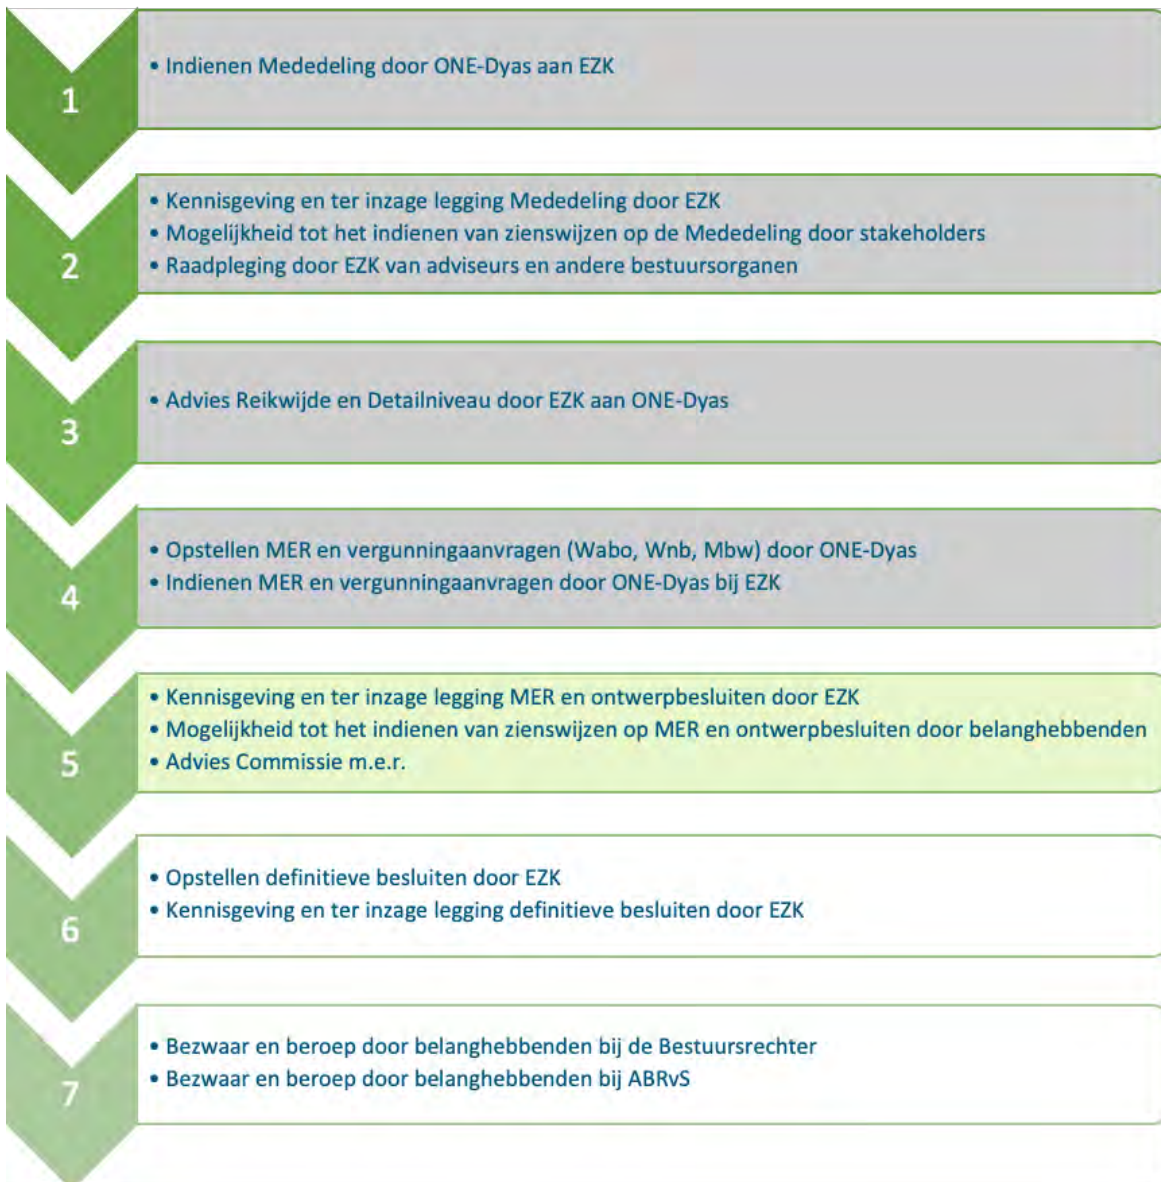 1
• Indienen Mededeling door ONE-Dyas aan EZK
2
• Kennisgeving en ter inzage legging Mededeling door EZK
• Mogelijkheid tot het indienen van zienswijzen op de Mededeling door stakeholders
• Raadpleging door EZK van adviseurs en andere bestuursorganen
3
• Advies Reikwijde en Detailniveau door EZK aan ONE-Dyas
4
• Opstellen MER en vergunningaanvragen (Wabo, Wnb, Mbw) door ONE-Dyas
• Indienen MER en vergunningaanvragen door ONE-Dyas bij EZK
5
• Kennisgeving en ter inzage legging MER en ontwerpbesluiten door EZK
• Mogelijkheid tot het indienen van zienswijzen op MER en ontwerpbesluiten door belanghebbenden
• Advies Commissie m.e.r.
6
• Opstellen definitieve besluiten door EZK
• Kennisgeving en ter inzage legging definitieve besluiten door EZK
7
• Bezwaar en beroep door belanghebbenden bij de Bestuursrechter
• Bezwaar en beroep door belanghebbenden bij ABRvS